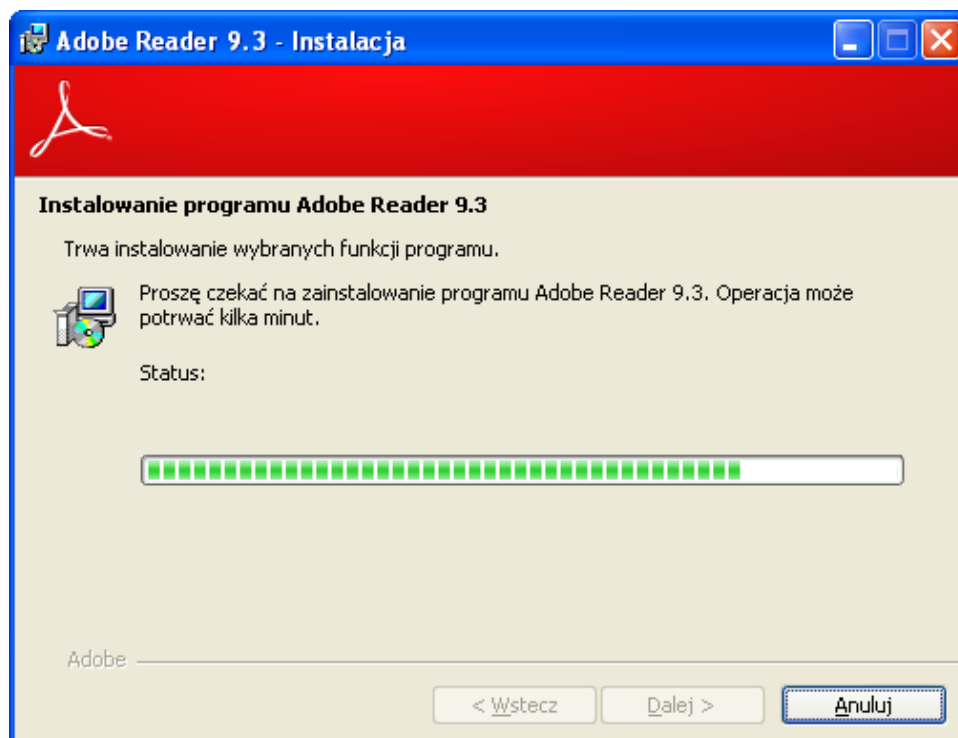 Adobe Reader 9.3 - Instalacja
Instalowanie programu Adobe Reader 9.3
Trwa instalowanie wybranych funkcji programu.
Proszę czekać na zainstalowanie programu Adobe Reader 9.3. Operacja może
potrwać kilka minut.
Status:
Adobe
< Wstecz
Dalej >
Anuluj